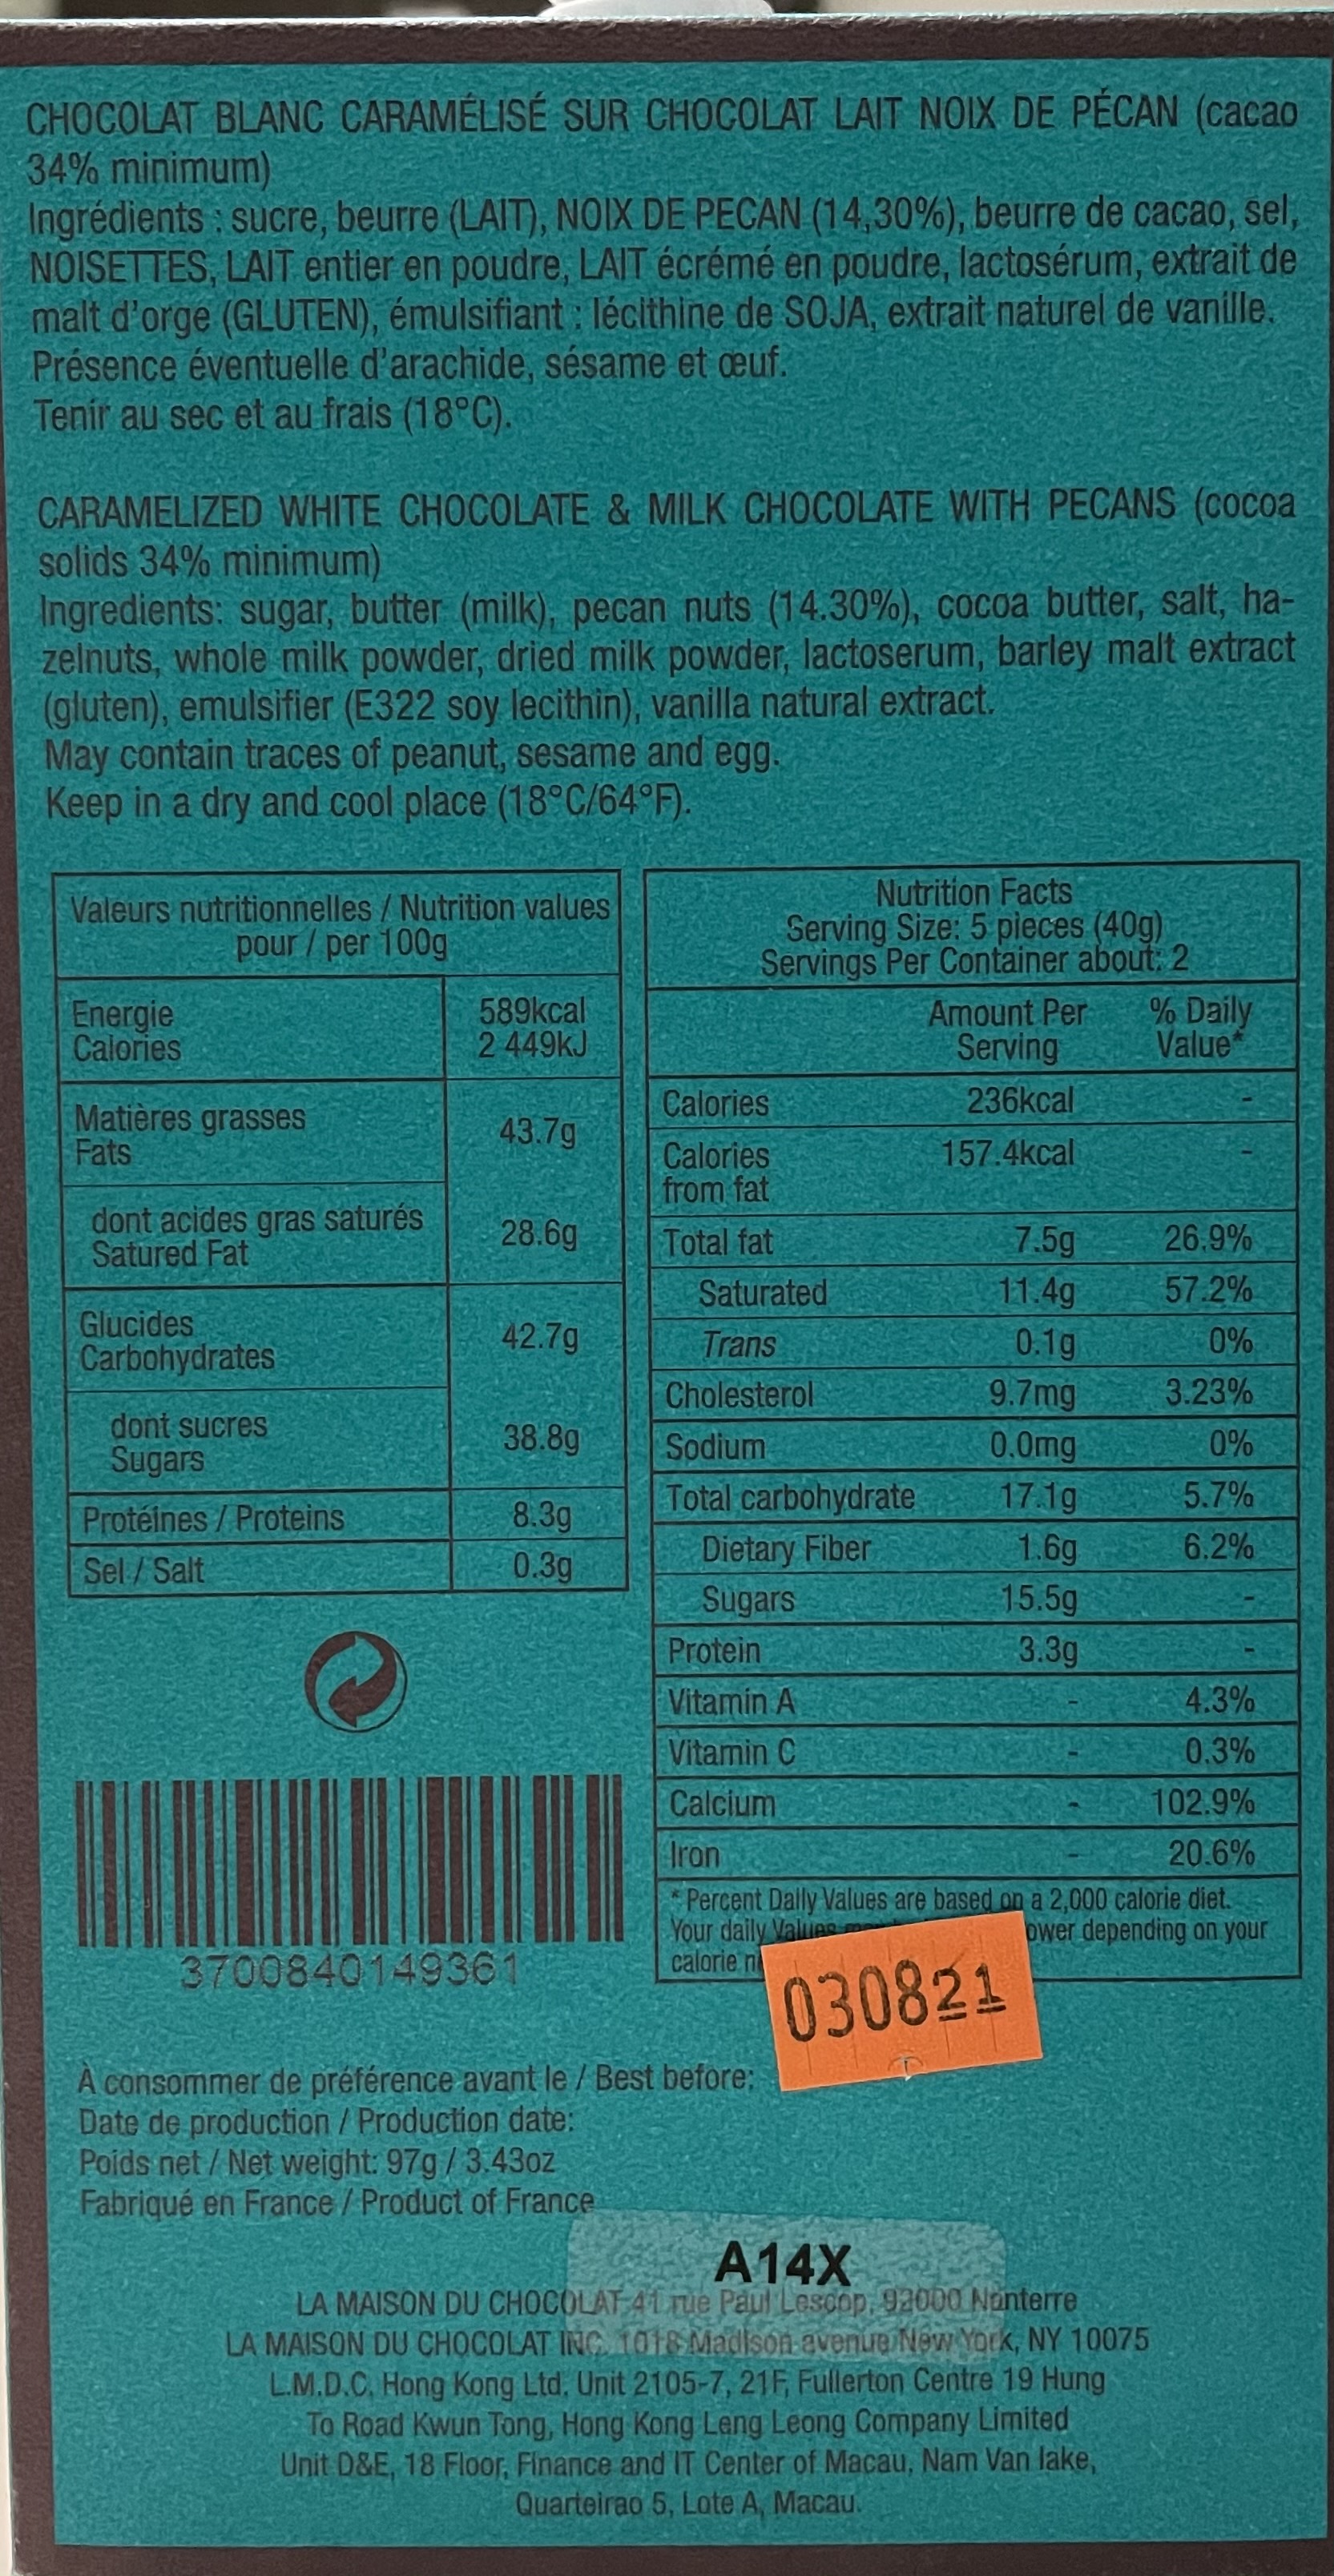 CHOCOLAT BLANC CARAMÉLISÉ SUR CHOCOLAT LAIT NOIX DE PÉCAN (cacao
34% minimum)
Ingrédients : sucre, beurre (LAIT), NOIX DE PECAN (14,30%), beurre de cacao, sel,
NOISETTES, LAIT entier en poudre, LAIT écrémé en poudre, lactosérum, extrait de
malt d'orge (GLUTEN), émulsifiant : lécithine de SOJA, extrait naturel de vanille.
Présence éventuelle d'arachide, sésame et œuf.
Tenir au sec et au frais (18°C).
CARAMELIZED WHITE CHOCOLATE & MILK CHOCOLATE WITH PECANS (cocoa
solids 34% minimum)
Ingredients: sugar, butter (milk), pecan nuts (14.30%), cocoa butter, salt, ha-
zelnuts, whole milk powder, dried milk powder, lactoserum, barley malt extract
(gluten), emulsifier (E322 soy lecithin), vanilla natural extract.
May contain traces of peanut, sesame and egg.
Keep in a dry and cool place (18°C/64°F).
Valeurs nutritionnelles / Nutrition values
pour / per 100g
Energie 589kcal
Calories 2 449kJ
Matières grasses
Fats 43.7g
dont acides gras saturés
Satured Fat 28.6g
Glucides
Carbohydrates 42.7g
dont sucres
Sugars 38.8g
Protéines / Proteins 8.3g
Sel / Salt 0.3g
3700840149361
Nutrition Facts
Serving Size: 5 pieces (40g)
Servings Per Container about: 2
Amount Per % Daily
Serving Value*
Calories 236kcal -
Calories 157.4kcal -
from fat
Total fat 7.5g 26.9%
Saturated 11.4g 57.2%
Trans 0.1g 0%
Cholesterol 9.7mg 3.23%
Sodium 0.0mg 0%
Total carbohydrate 17.1g 5.7%
Dietary Fiber 1.6g 6.2%
Sugars 15.5g -
Protein 3.3g -
Vitamin A - 4.3%
Vitamin C - 0.3%
Calcium - 102.9%
Iron - 20.6%
* Percent Daily Values are based on a 2,000 calorie diet.
Your daily Values depending on your
calorie
030821
À consommer de préférence avant le / Best before:
Date de production / Production date:
Poids net / Net weight: 97g / 3.43oz
Fabriqué en France / Product of France
A14X
LA MAISON DU CHOCOLAT 41 rue Paul Lescop, 92000 Nanterre
LA MAISON DU CHOCOLAT INC. 1018 Madison avenue New York, NY 10075
L.M.D.C. Hong Kong Ltd. Unit 2105-7, 21F, Fullerton Centre 19 Hung
To Road Kwun Tong, Hong Kong Leng Leong Company Limited
Unit D&E, 18 Floor, Finance and IT Center of Macau, Nam Van lake,
Quarteirao 5, Lote A, Macau.